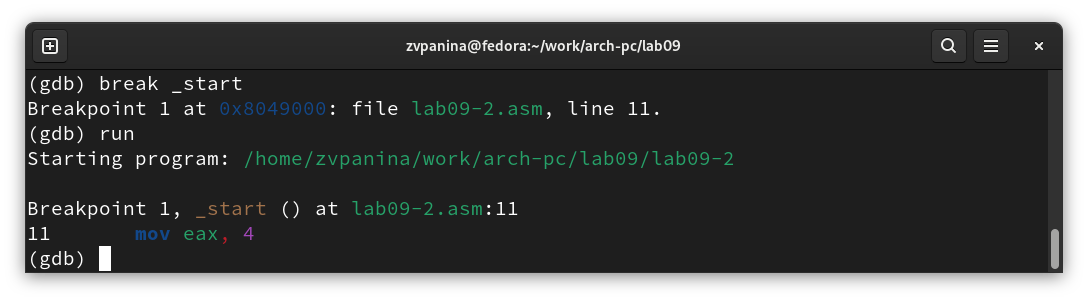 zvpanina@fedora:~/work/arch-pc/lab09
(gdb) break _start
Breakpoint 1 at 0x8049000: file lab09-2.asm, line 11.
(gdb) run
Starting program: /home/zvpanina/work/arch-pc/lab09/lab09-2
Breakpoint 1, _start () at lab09-2.asm:11
11        mov eax, 4
(gdb)